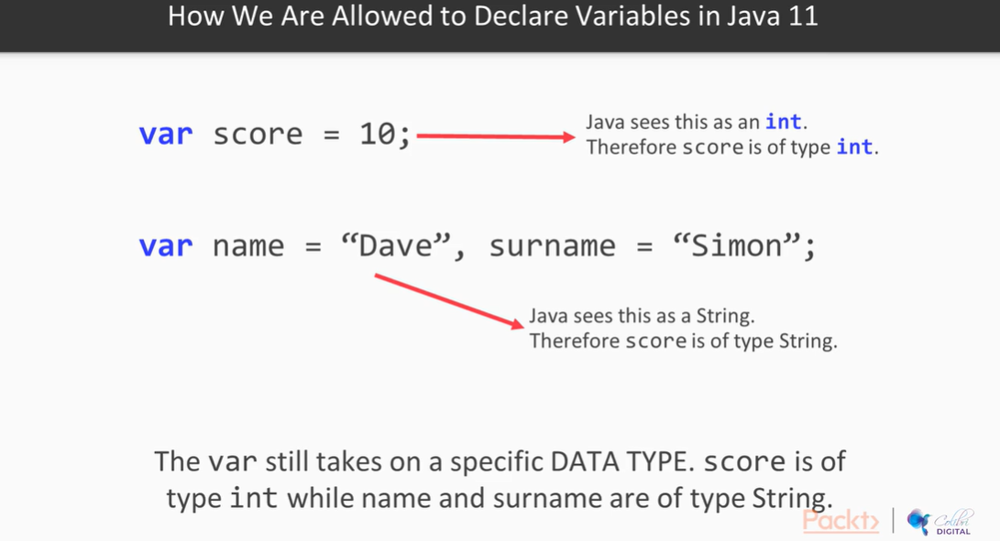 How We Are Allowed to Declare Variables in Java 11
var score = 10;
Java sees this as an int.
Therefore score is of type int.
var name = “Dave”, surname = “Simon”;
Java sees this as a String.
Therefore score is of type String.
The var still takes on a specific DATA TYPE. score is of
type int while name and surname are of type String.
Packt>
Colibri
DIGITAL